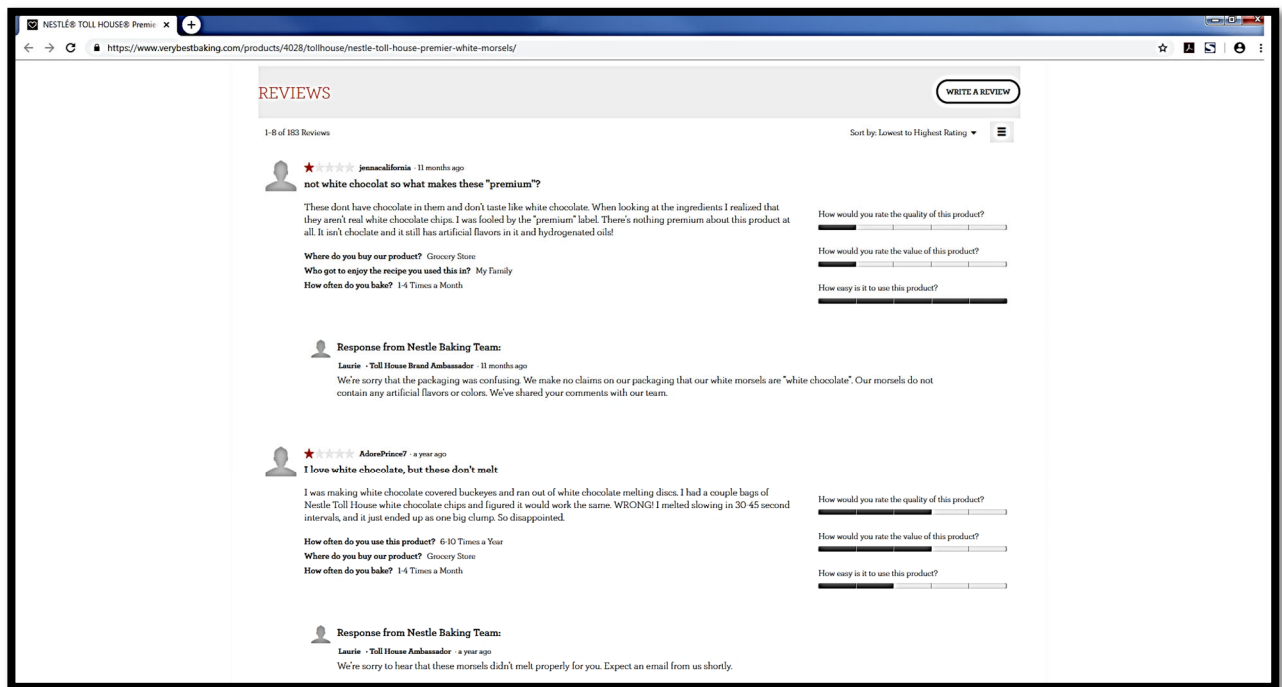 NESTLÉ® TOLL HOUSE® Premie
https://www.verybestbaking.com/products/4028/tollhouse/nestle-toll-house-premier-white-morsels/
REVIEWS
WRITE A REVIEW
1-8 of 183 Reviews
Sort by: Lowest to Highest Rating
jennacalifornia · 11 months ago
not white chocolat so what makes these "premium"?
These dont have chocolate in them and don't taste like white chocolate. When looking at the ingredients I realized that
they aren't real white chocolate chips. I was fooled by the "premium" label. There's nothing premium about this product at
all. It isn't choclate and it still has artificial flavors in it and hydrogenated oils!
Where do you buy our product? Grocery Store
Who got to enjoy the recipe you used this in? My Family
How often do you bake? 1-4 Times a Month
How would you rate the quality of this product?
How would you rate the value of this product?
How easy is it to use this product?
Response from Nestle Baking Team:
Laurie · Toll House Brand Ambassador · 11 months ago
We're sorry that the packaging was confusing. We make no claims on our packaging that our white morsels are "white chocolate". Our morsels do not
contain any artificial flavors or colors. We've shared your comments with our team.
AdorePrince7 · a year ago
I love white chocolate, but these don't melt
I was making white chocolate covered buckeyes and ran out of white chocolate melting discs. I had a couple bags of
Nestle Toll House white chocolate chips and figured it would work the same. WRONG! I melted slowing in 30-45 second
intervals, and it just ended up as one big clump. So disappointed.
How often do you use this product? 6-10 Times a Year
Where do you buy our product? Grocery Store
How often do you bake? 1-4 Times a Month
How would you rate the quality of this product?
How would you rate the value of this product?
How easy is it to use this product?
Response from Nestle Baking Team:
Laurie · Toll House Ambassador · a year ago
We're sorry to hear that these morsels didn't melt properly for you. Expect an email from us shortly.